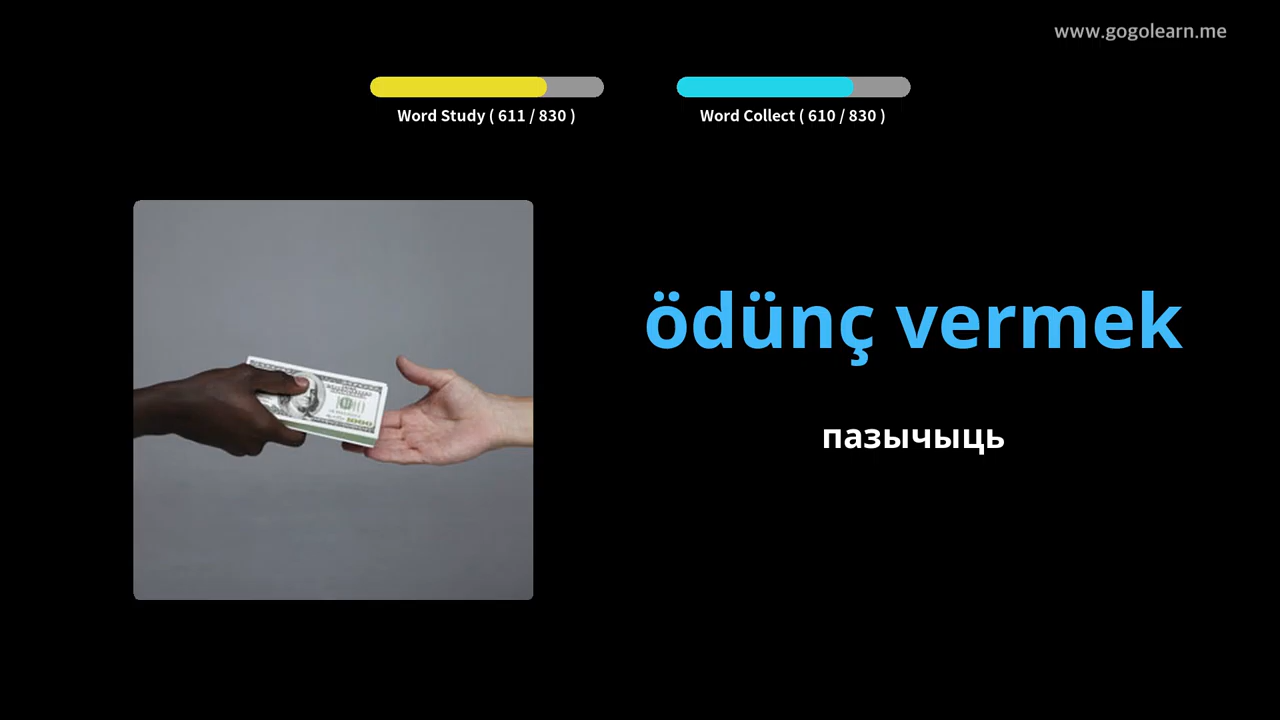 www.gogolearn.me
Word Study ( 611 / 830 )
Word Collect ( 610 / 830 )
ödünç vermek
пазычыць